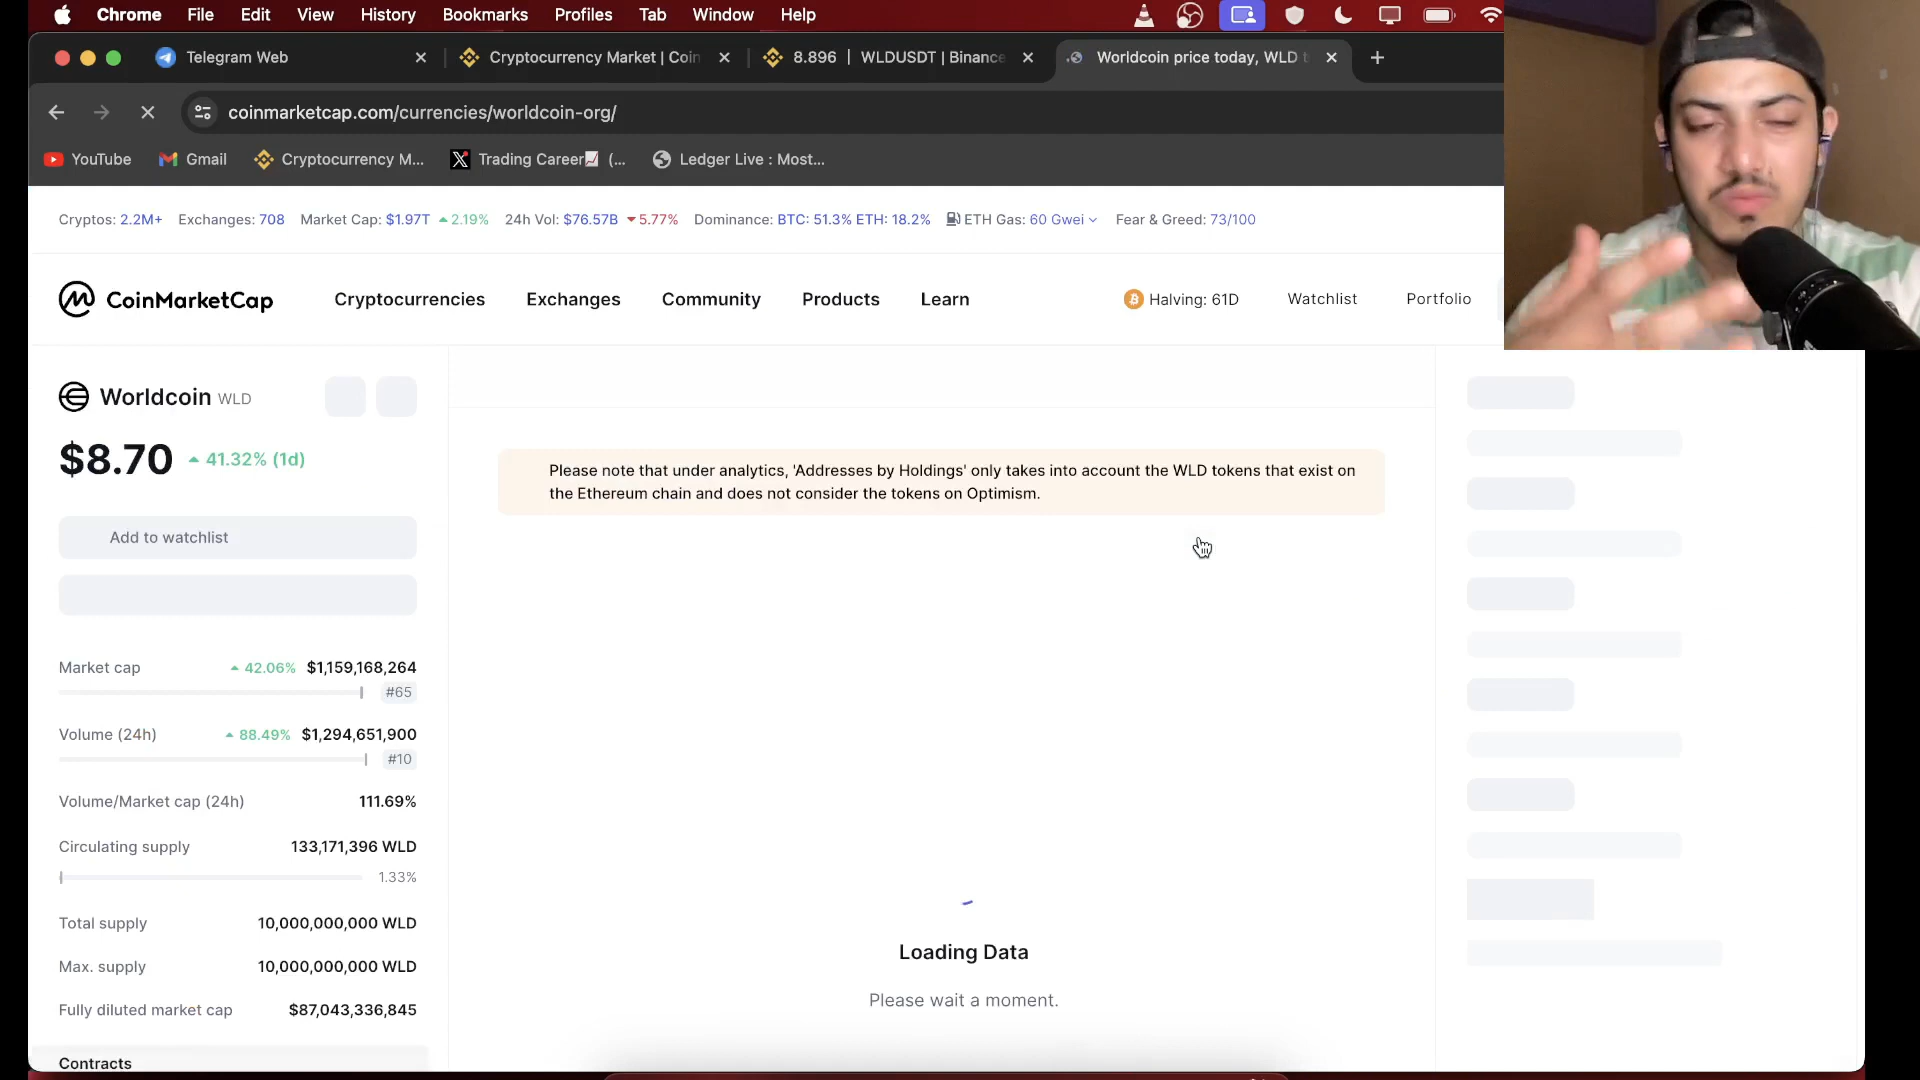 Chrome File Edit View History Bookmarks Profiles Tab Window Help
Telegram Web Cryptocurrency Market | Coin 8.896 | WLDUSDT | Binance Worldcoin price today, WLD t
coinmarketcap.com/currencies/worldcoin-org/
YouTube Gmail Cryptocurrency M... Trading Career (... Ledger Live : Most...
Cryptos: 2.2M+ Exchanges: 708 Market Cap: $1.97T 2.19% 24h Vol: $76.57B 5.77% Dominance: BTC: 51.3% ETH: 18.2% ETH Gas: 60 Gwei Fear & Greed: 73/100
CoinMarketCap Cryptocurrencies Exchanges Community Products Learn Halving: 61D Watchlist Portfolio
Worldcoin WLD
$8.70 41.32% (1d)
Please note that under analytics, 'Addresses by Holdings' only takes into account the WLD tokens that exist on
the Ethereum chain and does not consider the tokens on Optimism.
Add to watchlist
Market cap 42.06% $1,159,168,264
#65
Volume (24h) 88.49% $1,294,651,900
#10
Volume/Market cap (24h) 111.69%
Circulating supply 133,171,396 WLD
1.33%
Total supply 10,000,000,000 WLD
Max. supply 10,000,000,000 WLD
Fully diluted market cap $87,043,336,845
Contracts
Loading Data
Please wait a moment.